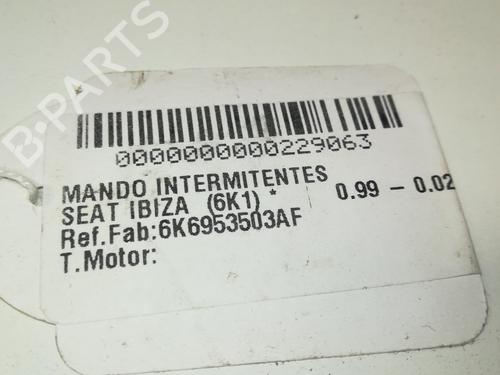 B-PARTS
0000000000229063
MANDO INTERMITENTES
SEAT IBIZA (6K1) * 0.99 - 0.02
Ref.Fab:6K6953503AF
T.Motor: